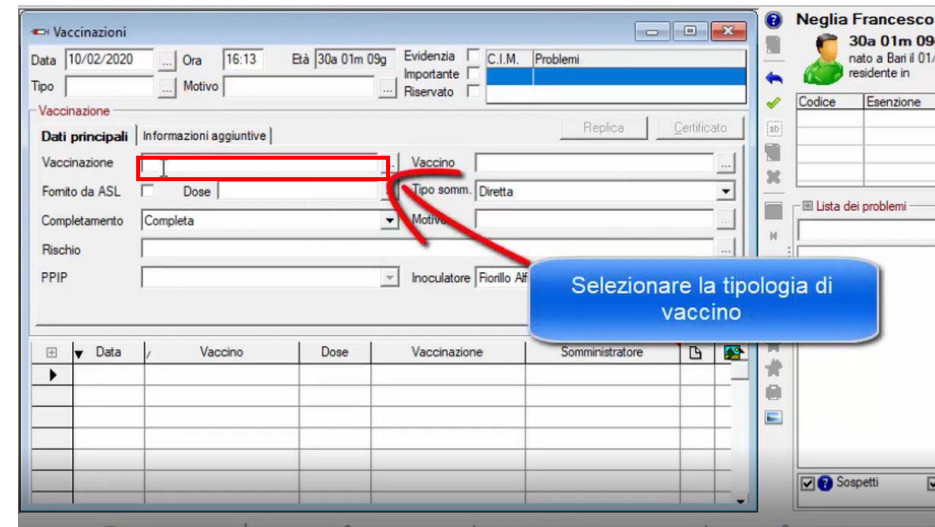 Vaccinazioni
Data 10/02/2020 ... Ora 16:13 Età 30a 01m 09g Evidenzia C.I.M. Problemi
Importante
Tipo ... Motivo ... Riservato
Vaccinazione
Dati principali Informazioni aggiuntive Replica Certificato
Vaccinazione ... Vaccino ...
Fornito da ASL Dose Tipo somm. Diretta
Completamento Completa Motivo ...
Rischio ...
PPIP Inoculatore Fiorillo Alf
Selezionare la tipologia di
vaccino
Data Vaccino Dose Vaccinazione Somministratore
Neglia Francesco
30a 01m 09
nato a Bari il 01/
residente in
Codice Esenzione
Lista dei problemi
Sospetti